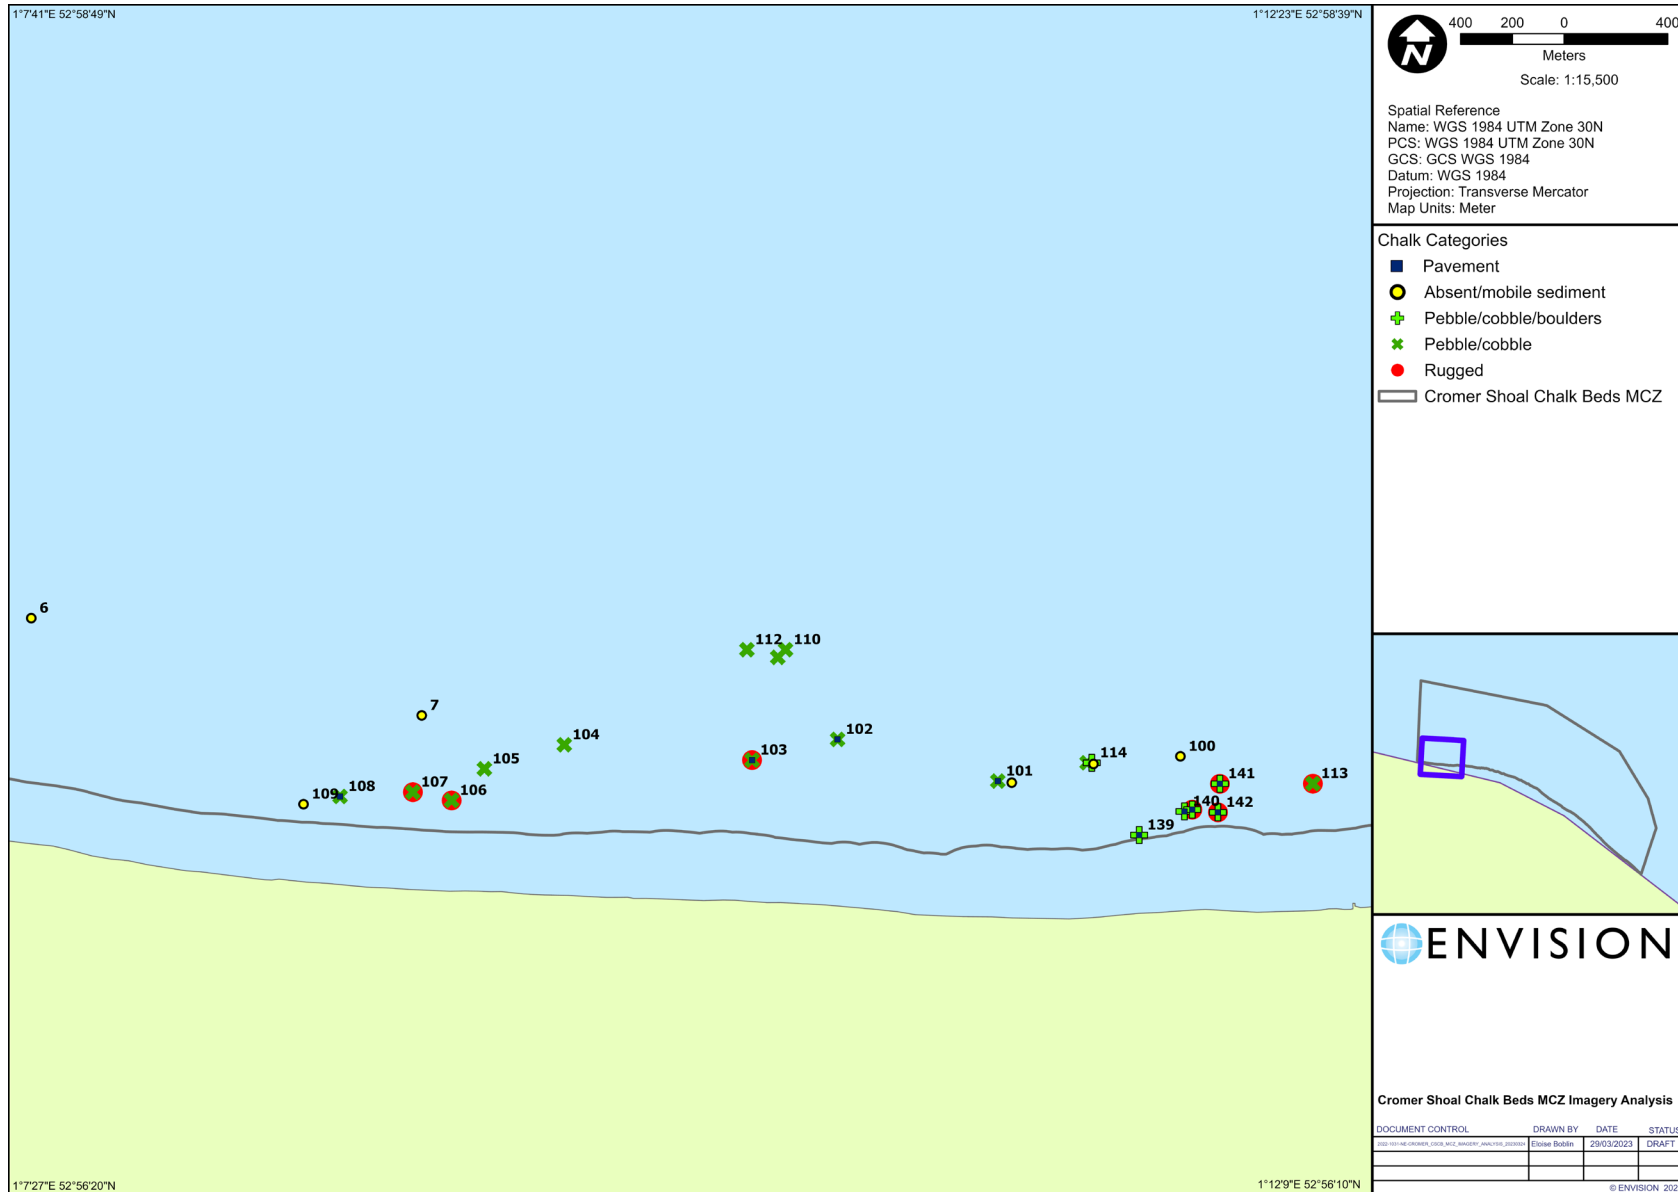 1°7'41"E 52°58'49"N
1°12'23"E 52°58'39"N
6
112 110
7
104
102
105
103
114
100
101
141
113
107
108
106
109
140
142
139
1°7'27"E 52°56'20"N
1°12'9"E 52°56'10"N
N
400 200 0 400
Meters
Scale: 1:15,500
Spatial Reference
Name: WGS 1984 UTM Zone 30N
PCS: WGS 1984 UTM Zone 30N
GCS: GCS WGS 1984
Datum: WGS 1984
Projection: Transverse Mercator
Map Units: Meter
Chalk Categories
Pavement
Absent/mobile sediment
Pebble/cobble/boulders
Pebble/cobble
Rugged
Cromer Shoal Chalk Beds MCZ
ENVISION
Cromer Shoal Chalk Beds MCZ Imagery Analysis
DOCUMENT CONTROL DRAWN BY DATE STATUS
Eloise Boblin 29/03/2023 DRAFT
© ENVISION 202